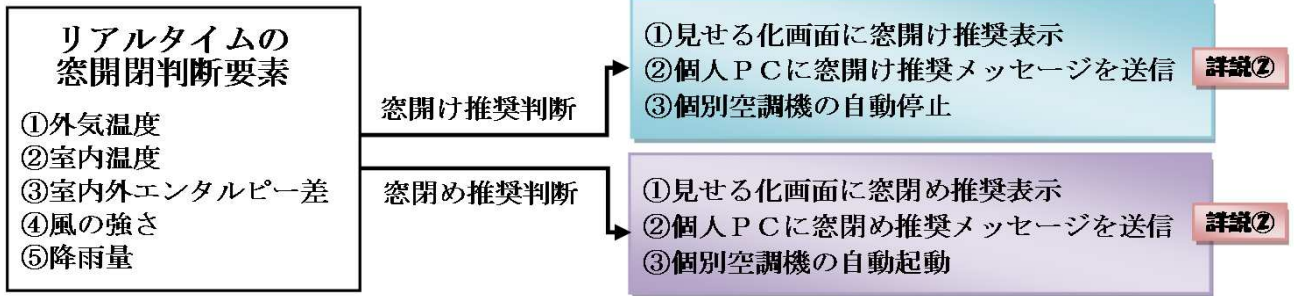 リアルタイムの
窓開閉判断要素
①外気温度
②室内温度
③室内外エンタルピー差
④風の強さ
⑤降雨量
窓開け推奨判断
窓閉め推奨判断
①見せる化画面に窓開け推奨表示
②個人ＰＣに窓開け推奨メッセージを送信
③個別空調機の自動停止
詳説②
①見せる化画面に窓閉め推奨表示
②個人ＰＣに窓閉め推奨メッセージを送信
③個別空調機の自動起動
詳説②